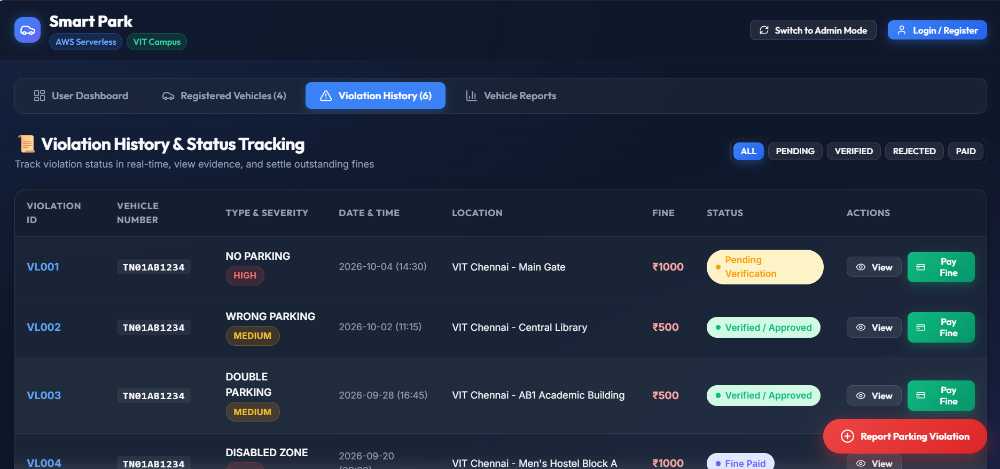 Smart Park
AWS Serverless
VIT Campus
Switch to Admin Mode
Login / Register
User Dashboard
Registered Vehicles (4)
Violation History (6)
Vehicle Reports
Violation History & Status Tracking
Track violation status in real-time, view evidence, and settle outstanding fines
ALL
PENDING
VERIFIED
REJECTED
PAID
VIOLATION
ID
VEHICLE
NUMBER
TYPE & SEVERITY
DATE & TIME
LOCATION
FINE
STATUS
ACTIONS
VL001
TN01AB1234
NO PARKING
HIGH
2026-10-04 (14:30)
VIT Chennai - Main Gate
₹1000
Pending
Verification
View
Pay
Fine
VL002
TN01AB1234
WRONG PARKING
MEDIUM
2026-10-02 (11:15)
VIT Chennai - Central Library
₹500
Verified / Approved
View
Pay
Fine
VL003
TN01AB1234
DOUBLE
PARKING
MEDIUM
2026-09-28 (16:45)
VIT Chennai - AB1 Academic Building
₹500
Verified / Approved
View
Pay
Fine
Report Parking Violation
VL004
TN01AB1234
DISABLED ZONE
2026-09-20
VIT Chennai - Men's Hostel Block A
₹1000
Fine Paid
View